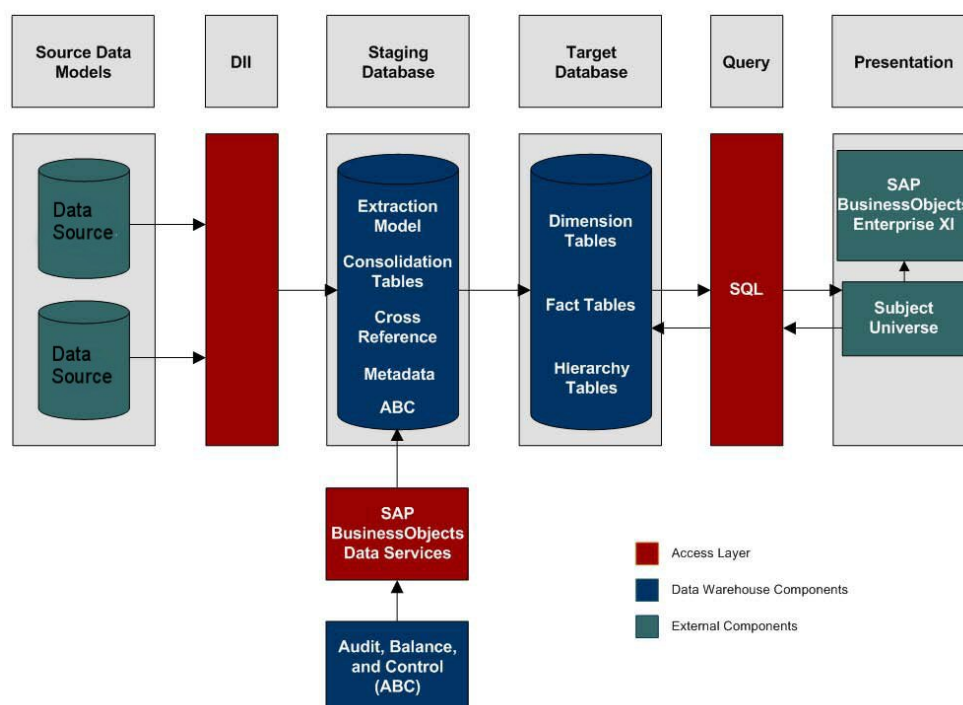 Source Data
Models
DII
Staging
Database
Target
Database
Query
Presentation
Data
Source
Data
Source
Extraction
Model
Consolidation
Tables
Cross
Reference
Metadata
ABC
Dimension
Tables
Fact Tables
HIerarchy
Tables
SQL
SAP
BusinessObjects
Enterprise XI
Subject
Universe
SAP
BusinessObjects
Data Services
Audit, Balance,
and Control
(ABC)
Access Layer
Data Warehouse Components
External Components